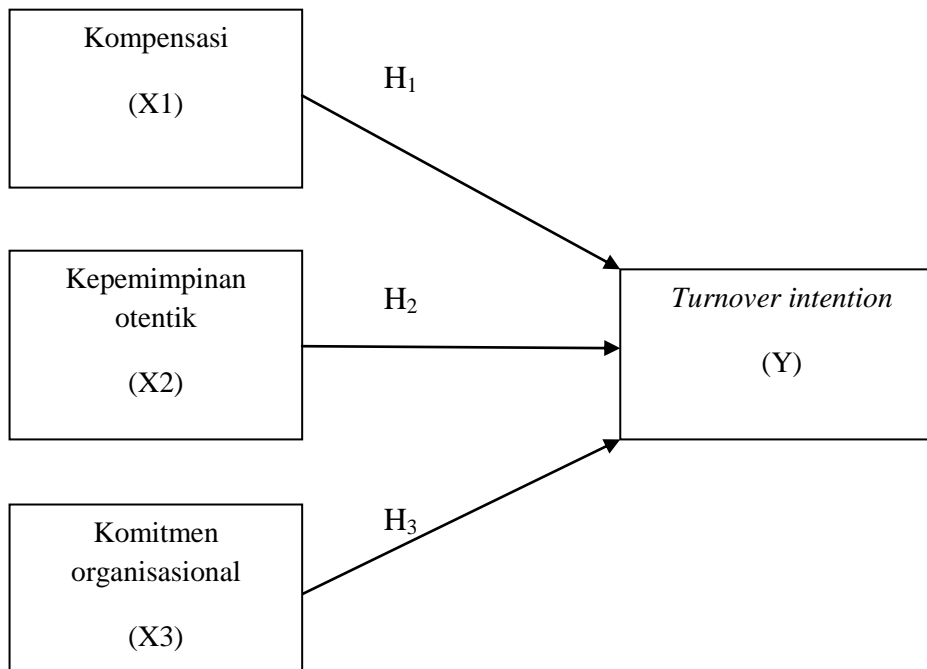 Kompensasi
(X1)
H₁
Kepemimpinan
otentik
(X2)
H₂
Turnover intention
(Y)
Komitmen
organisasional
(X3)
H₃